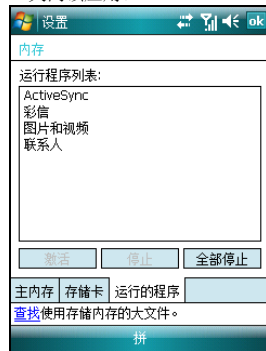 设置 ok
内存
运行程序列表:
ActiveSync
彩信
图片和视频
联系人
激活 停止 全部停止
主内存 存储卡 运行的程序
查找使用存储内存的大文件。
拼